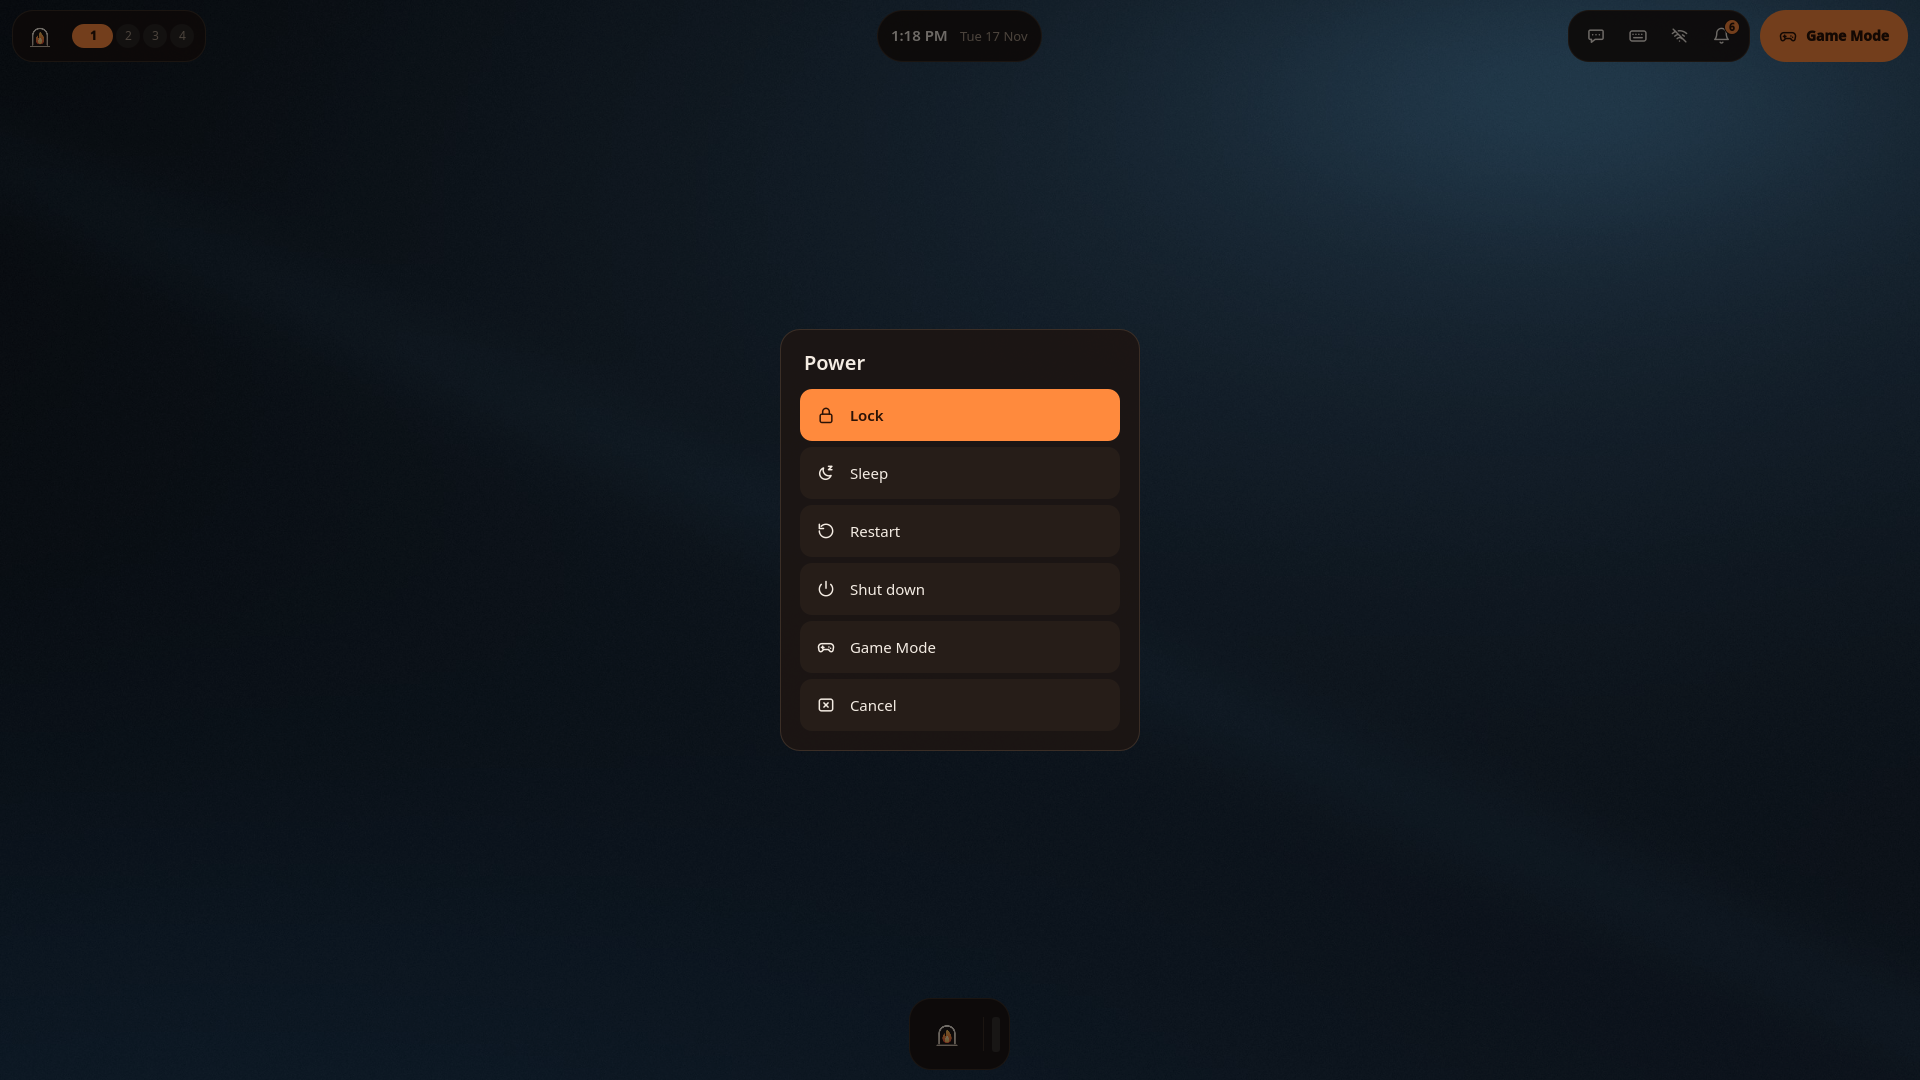 1 2 3 4
1:18 PM Tue 17 Nov
6
Game Mode
Power
Lock
Sleep
Restart
Shut down
Game Mode
Cancel